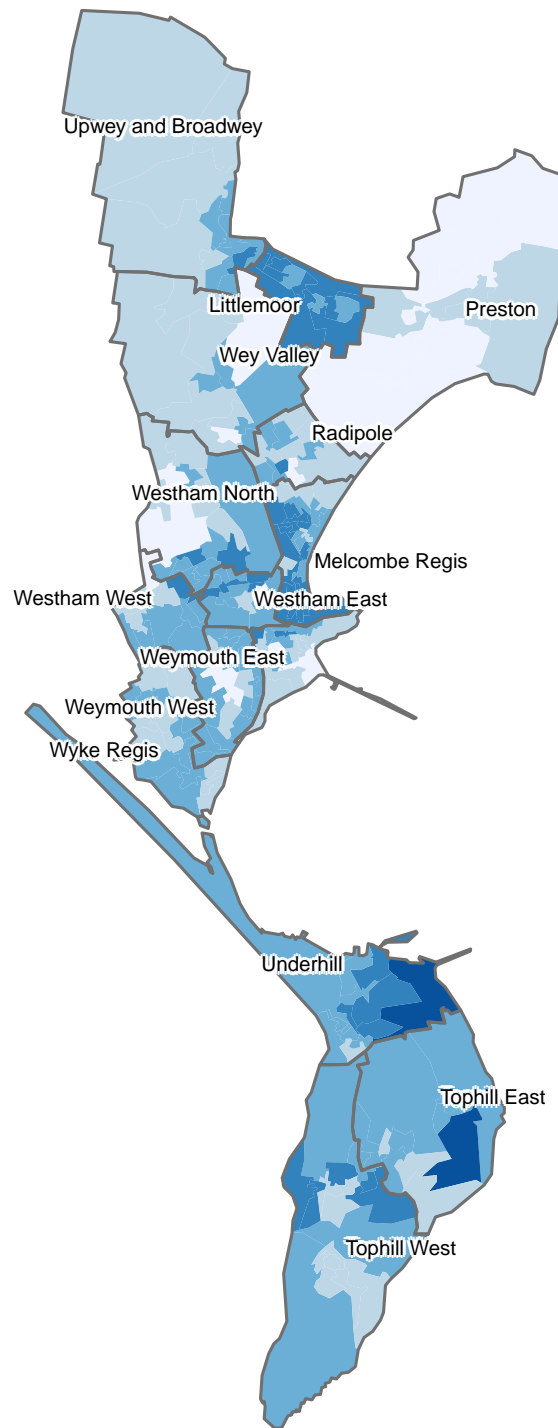 Upwey and Broadwey
Littlemoor
Preston
Wey Valley
Radipole
Westham North
Melcombe Regis
Westham West
Westham East
Weymouth East
Weymouth West
Wyke Regis
Underhill
Tophill East
Tophill West